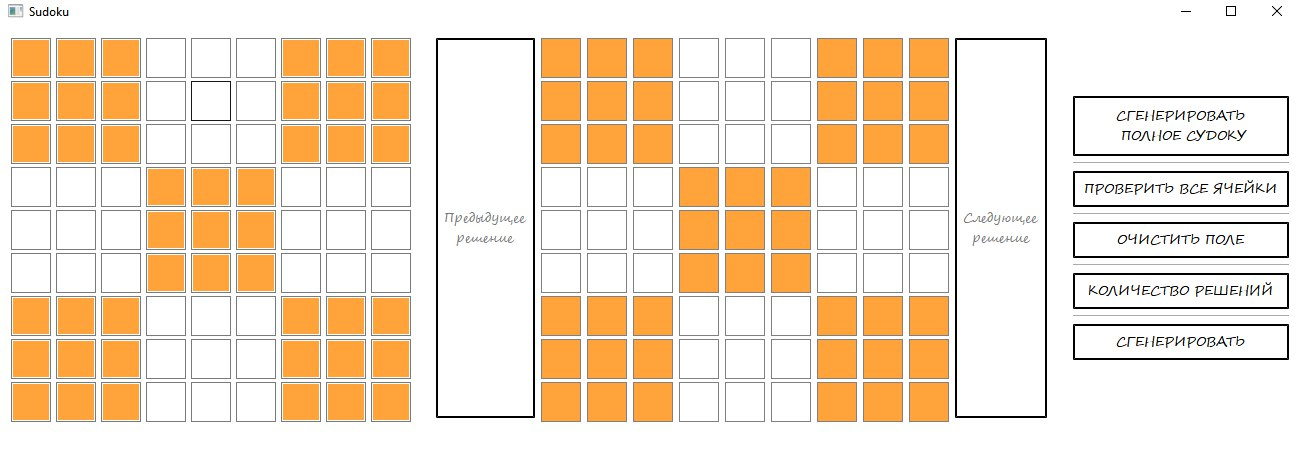 Sudoku
Предыдущее
решение
Следующее
решение
СГЕНЕРИРОВАТЬ
ПОЛНОЕ СУДОКУ
ПРОВЕРИТЬ ВСЕ ЯЧЕЙКИ
ОЧИСТИТЬ ПОЛЕ
КОЛИЧЕСТВО РЕШЕНИЙ
СГЕНЕРИРОВАТЬ